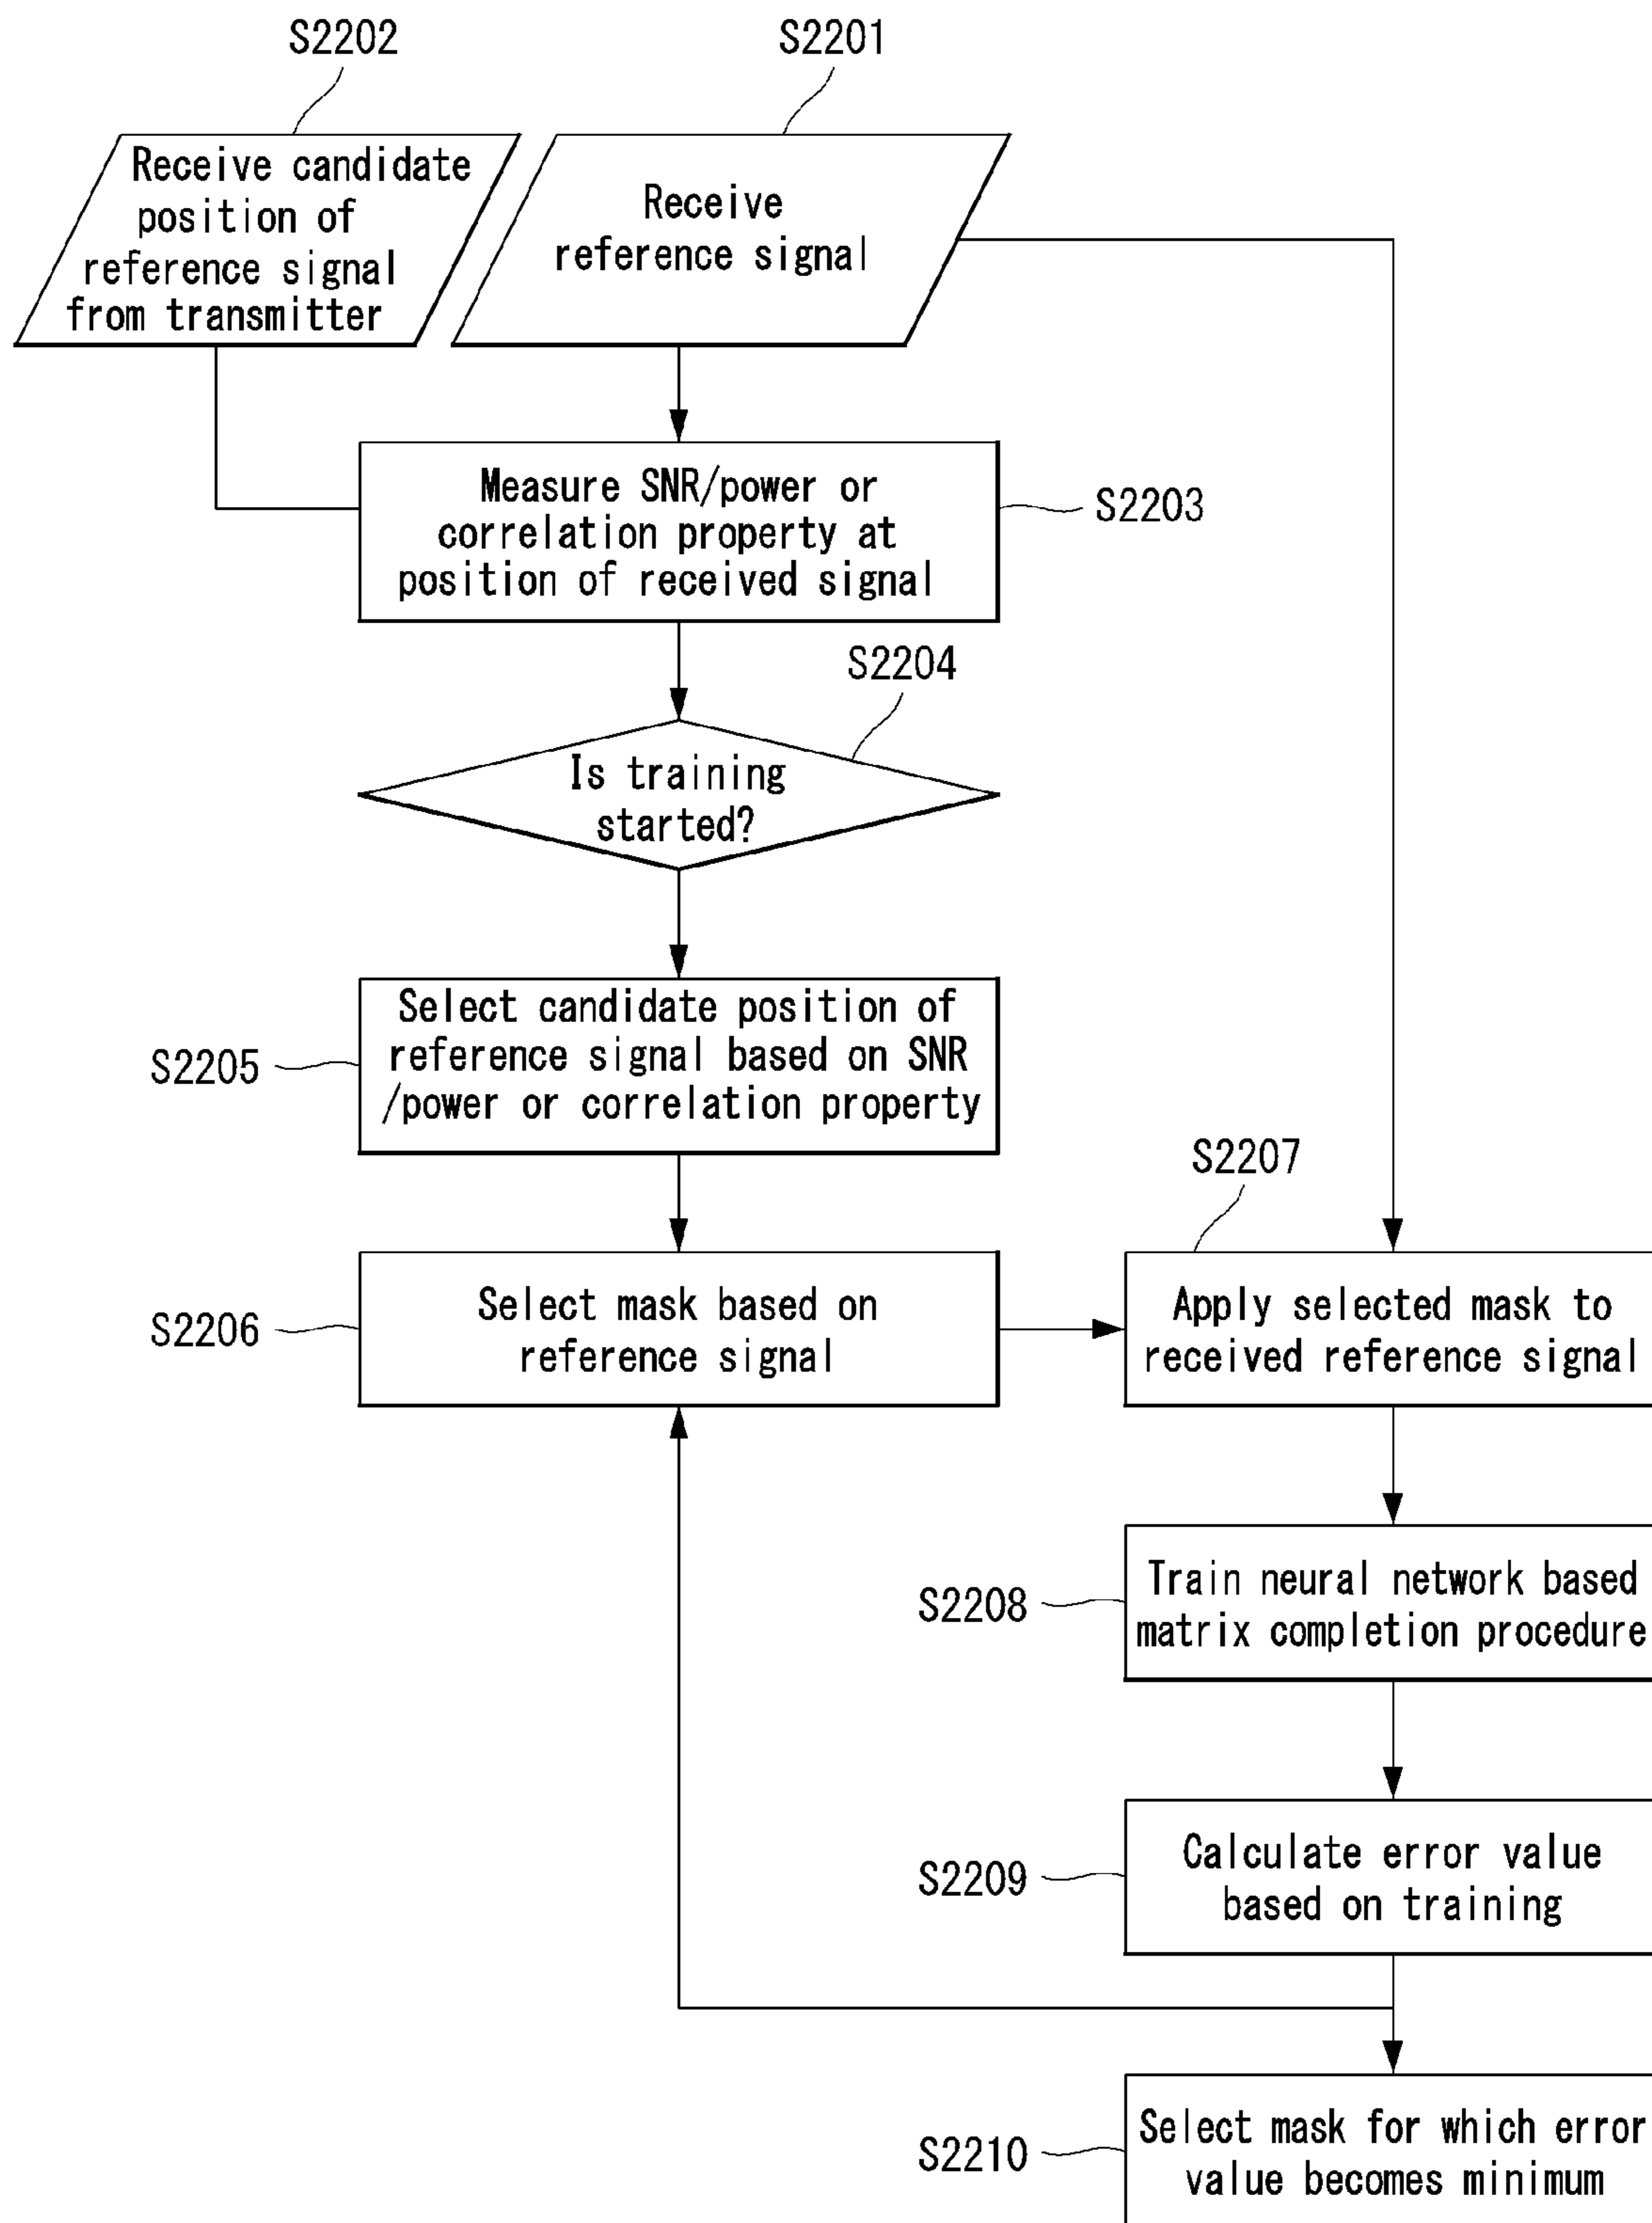 S2202
S2201
Receive candidate
position of
reference signal
from transmitter
Receive
reference signal
Measure SNR/power or
correlation property at
position of received signal
S2203
S2204
Is training
started?
S2205
Select candidate position of
reference signal based on SNR
/power or correlation property
S2207
S2206
Select mask based on
reference signal
Apply selected mask to
received reference signal
S2208
Train neural network based
matrix completion procedure
S2209
Calculate error value
based on training
S2210
Select mask for which error
value becomes minimum